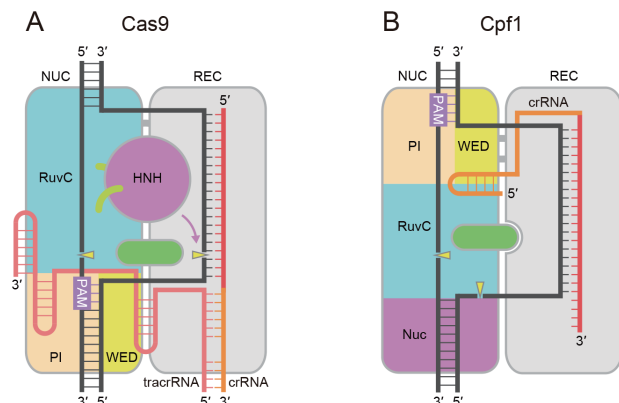 A Cas9
5′ 3′
NUC REC
5′
RuvC HNH
3′
PAM
PI WED
tracrRNA crRNA
5′ 3′ 5′ 3′
B Cpf1
5′ 3′
NUC REC
PAM crRNA
PI WED
5′
RuvC
Nuc
3′
5′ 3′